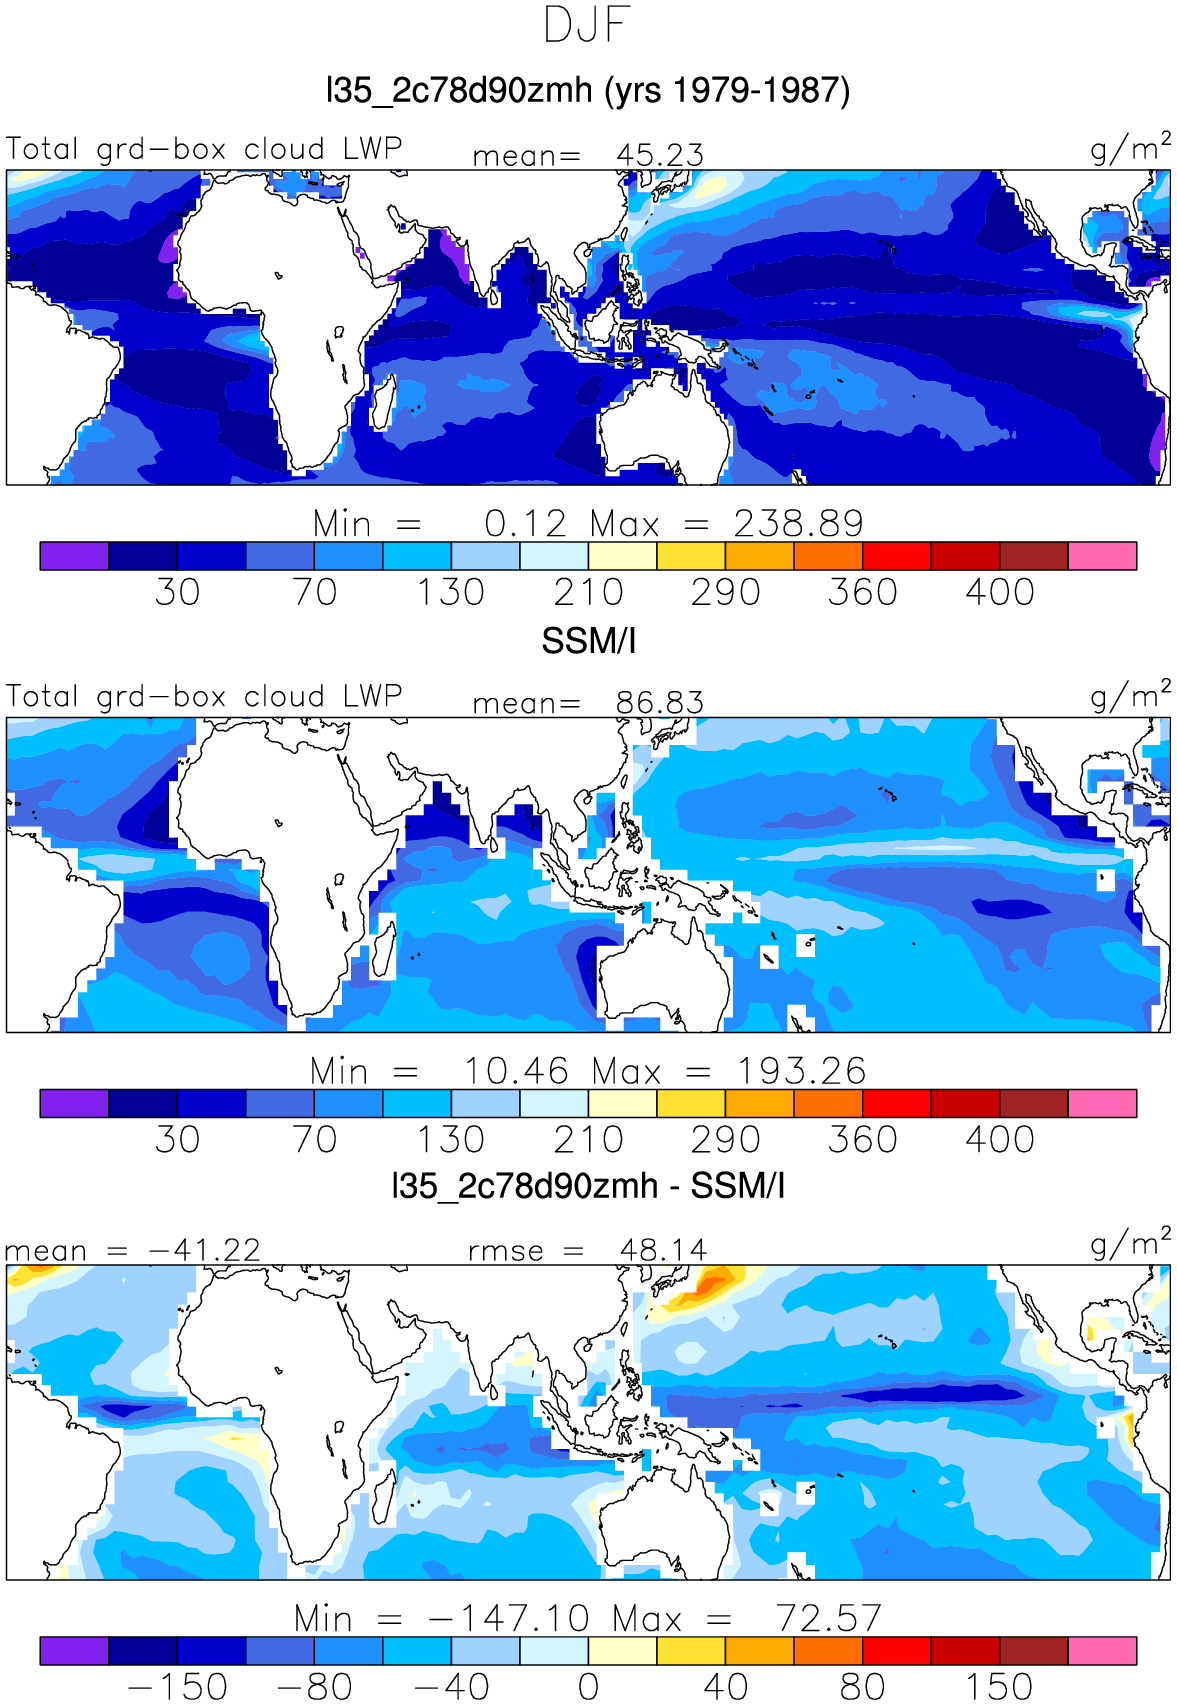 DJF
l35_2c78d90zmh (yrs 1979-1987)
Total grd-box cloud LWP mean= 45.23 g/m²
Min = 0.12 Max = 238.89
30 70 130 210 290 360 400
SSM/I
Total grd-box cloud LWP mean= 86.83 g/m²
Min = 10.46 Max = 193.26
30 70 130 210 290 360 400
l35_2c78d90zmh - SSM/I
mean = -41.22 rmse = 48.14 g/m²
Min = -147.10 Max = 72.57
-150 -80 -40 0 40 80 150